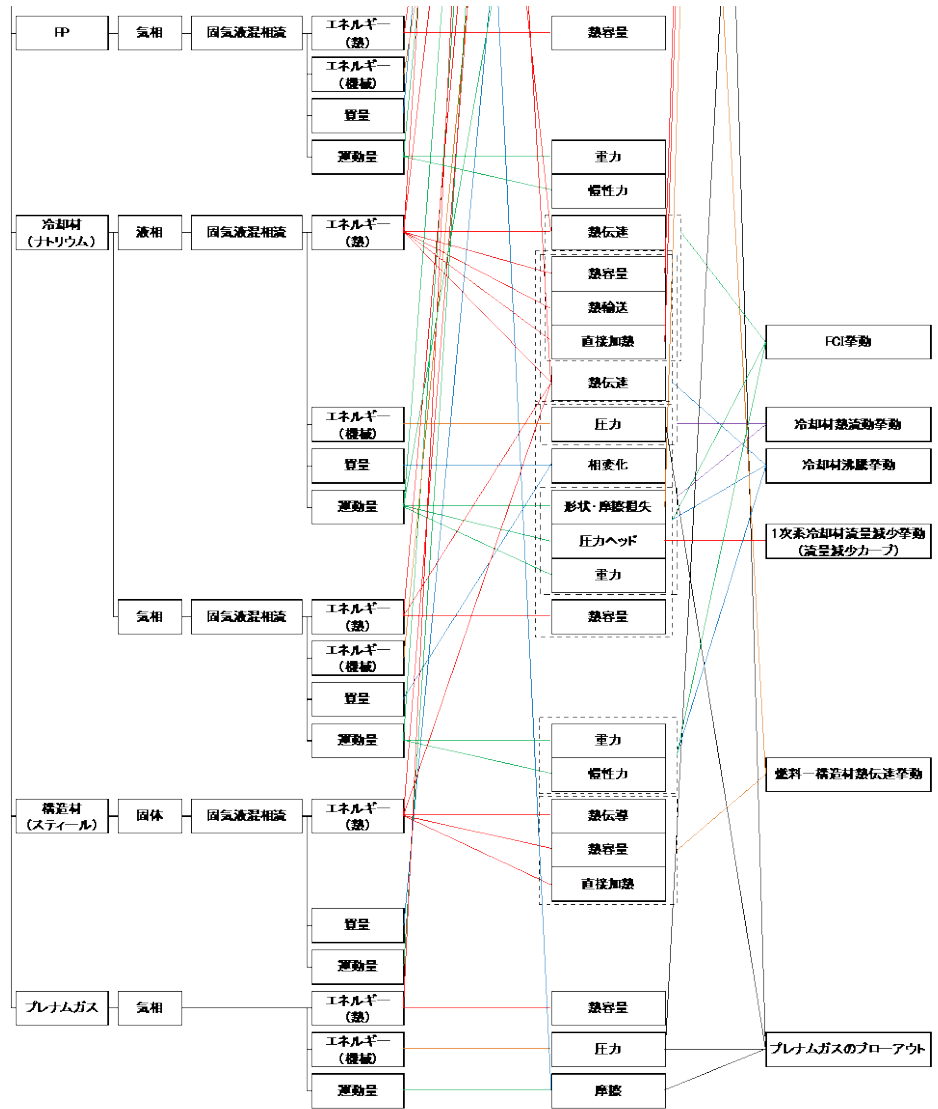 FP
気相
固気液混相流
エネルギー
(熱)
熱容量
エネルギー
(機械)
質量
運動量
重力
慣性力
冷却材
(ナトリウム)
液相
固気液混相流
エネルギー
(熱)
熱伝達
熱容量
熱輸送
直接加熱
FCI挙動
熱伝達
エネルギー
(機械)
圧力
冷却材熱流動挙動
質量
相変化
冷却材沸騰挙動
運動量
形状・摩擦損失
圧力ヘッド
1次系冷却材流量減少挙動
(流量減少カーブ)
重力
気相
固気液混相流
エネルギー
(熱)
熱容量
エネルギー
(機械)
質量
運動量
重力
慣性力
燃料－構造材熱伝達挙動
構造材
(スティール)
固体
固気液混相流
エネルギー
(熱)
熱伝導
熱容量
直接加熱
質量
運動量
プレナムガス
気相
エネルギー
(熱)
熱容量
エネルギー
(機械)
圧力
プレナムガスのブローアウト
運動量
摩擦